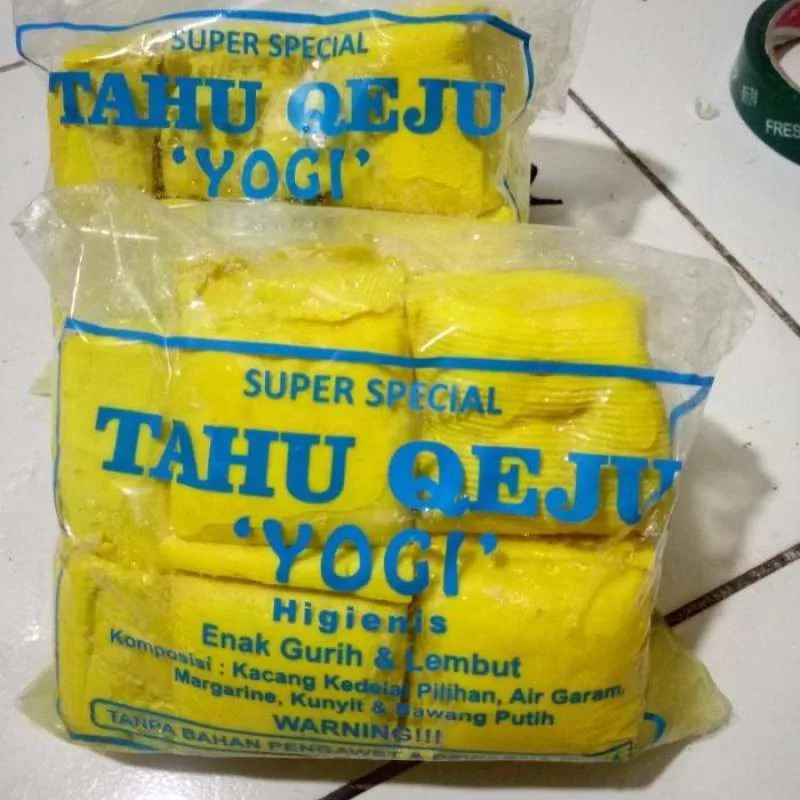 SUPER SPECIAL
TAHU QEJU
'YOGI'
FRES
SUPER SPECIAL
TAHU QEJU
'YOGI'
Higienis
Enak Gurih & Lembut
Komposisi : Kacang Kedelai Pilihan, Air Garam,
Margarine, Kunyit & Bawang Putih
WARNING!!!
TANPA BAHAN PENGAWET &